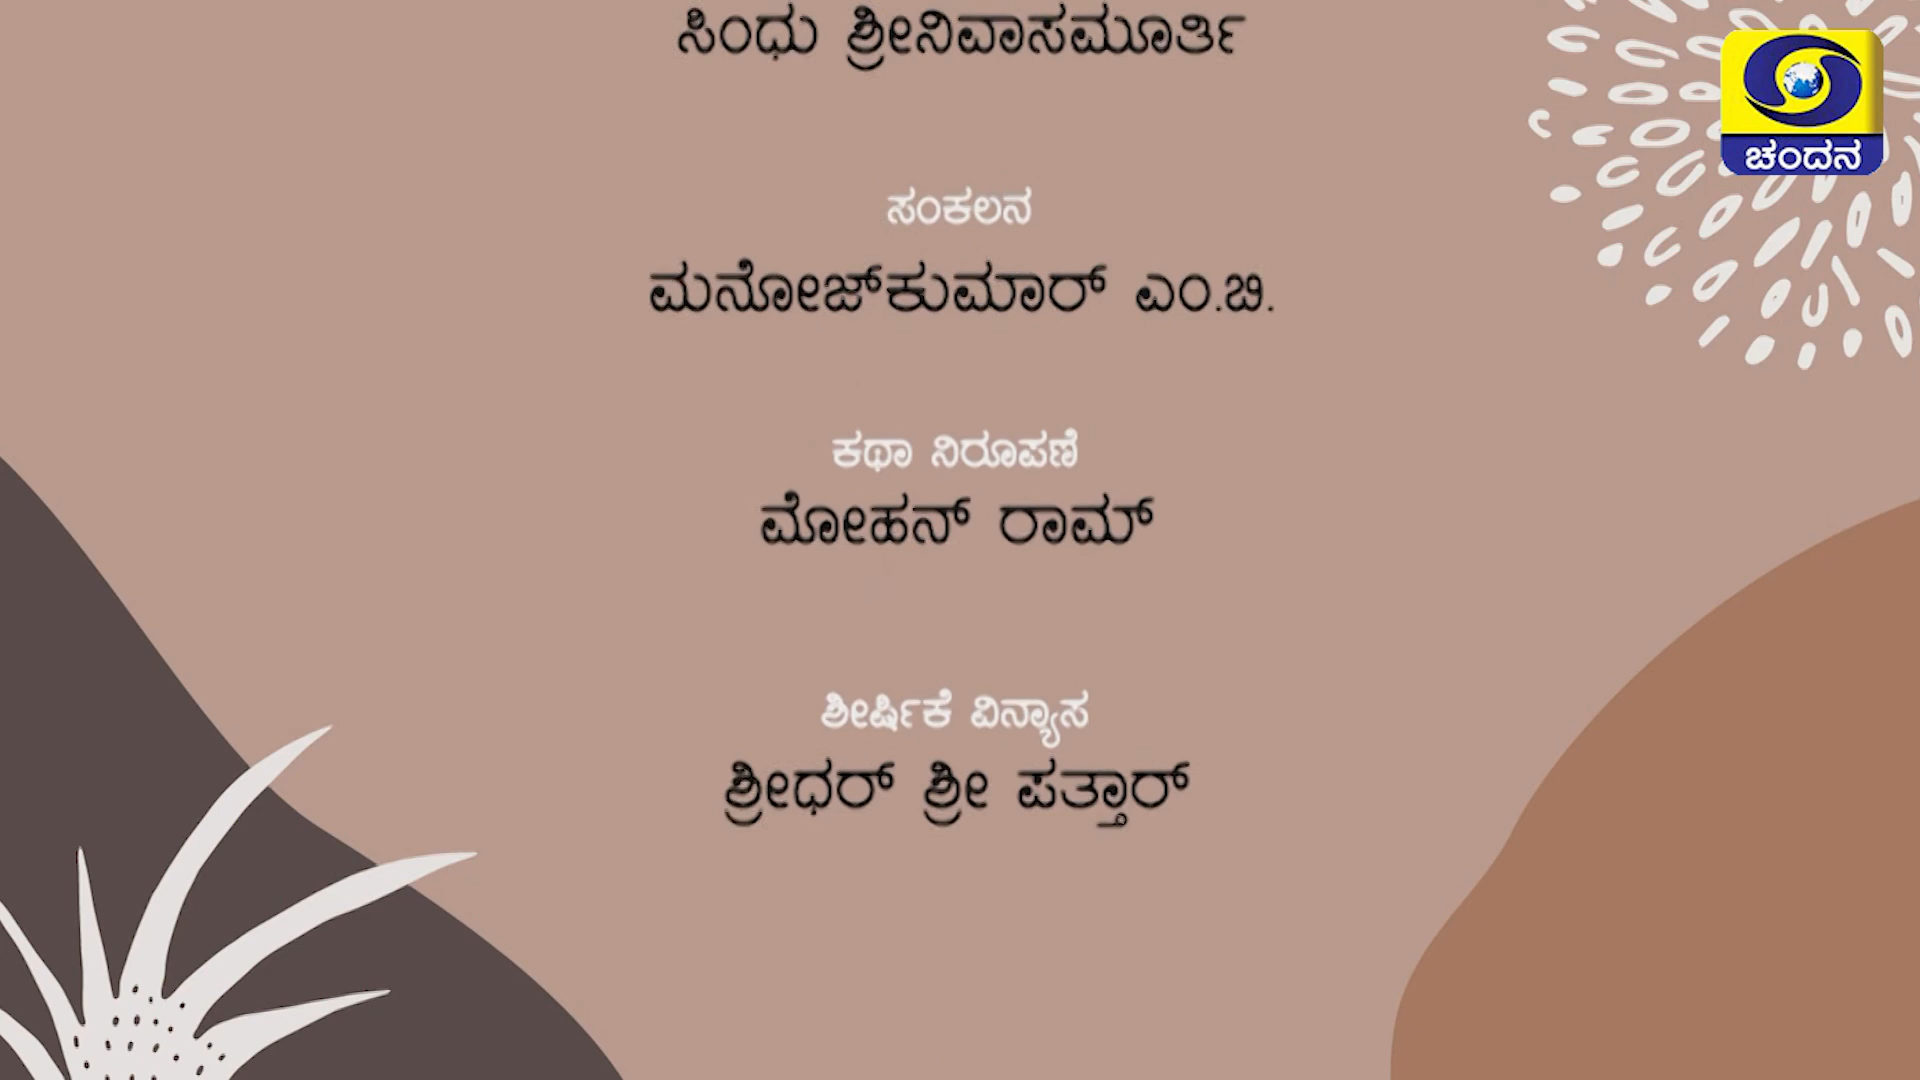 ಸಿಂಧು ಶ್ರೀನಿವಾಸಮೂರ್ತಿ
ಚಂದನ
ಸಂಕಲನ
ಮನೋಜ್‌ಕುಮಾರ್ ಎಂ.ಬಿ.
ಕಥಾ ನಿರೂಪಣೆ
ಮೋಹನ್ ರಾಮ್
ಶೀರ್ಷಿಕೆ ವಿನ್ಯಾಸ
ಶ್ರೀಧರ್ ಶ್ರೀ ಪತ್ತಾರ್